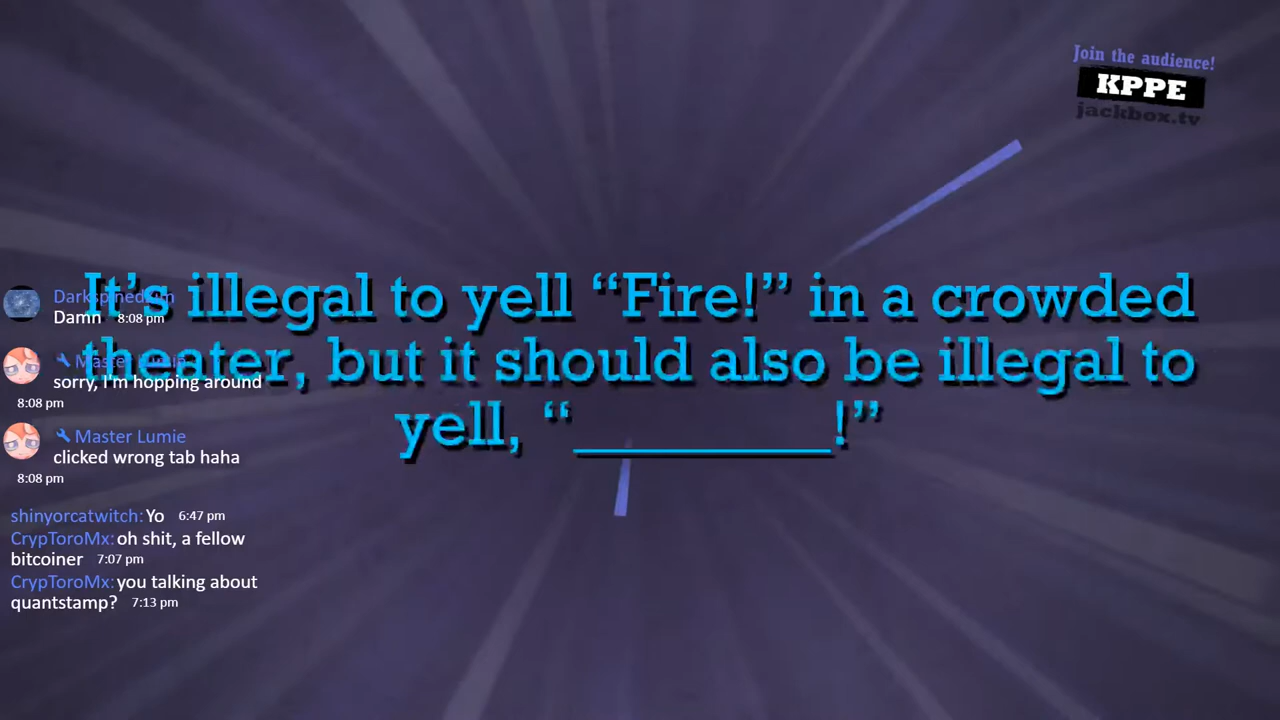 Join the audience!
KPPE
jackbox.tv
It's illegal to yell “Fire!” in a crowded
theater, but it should also be illegal to
yell, “_________!”
Damn 8:08 pm
Master Lumie
sorry, I'm hopping around
8:08 pm
Master Lumie
clicked wrong tab haha
8:08 pm
shinyorcatwitch: Yo 6:47 pm
CrypToroMx: oh shit, a fellow
bitcoiner 7:07 pm
CrypToroMx: you talking about
quantstamp? 7:13 pm